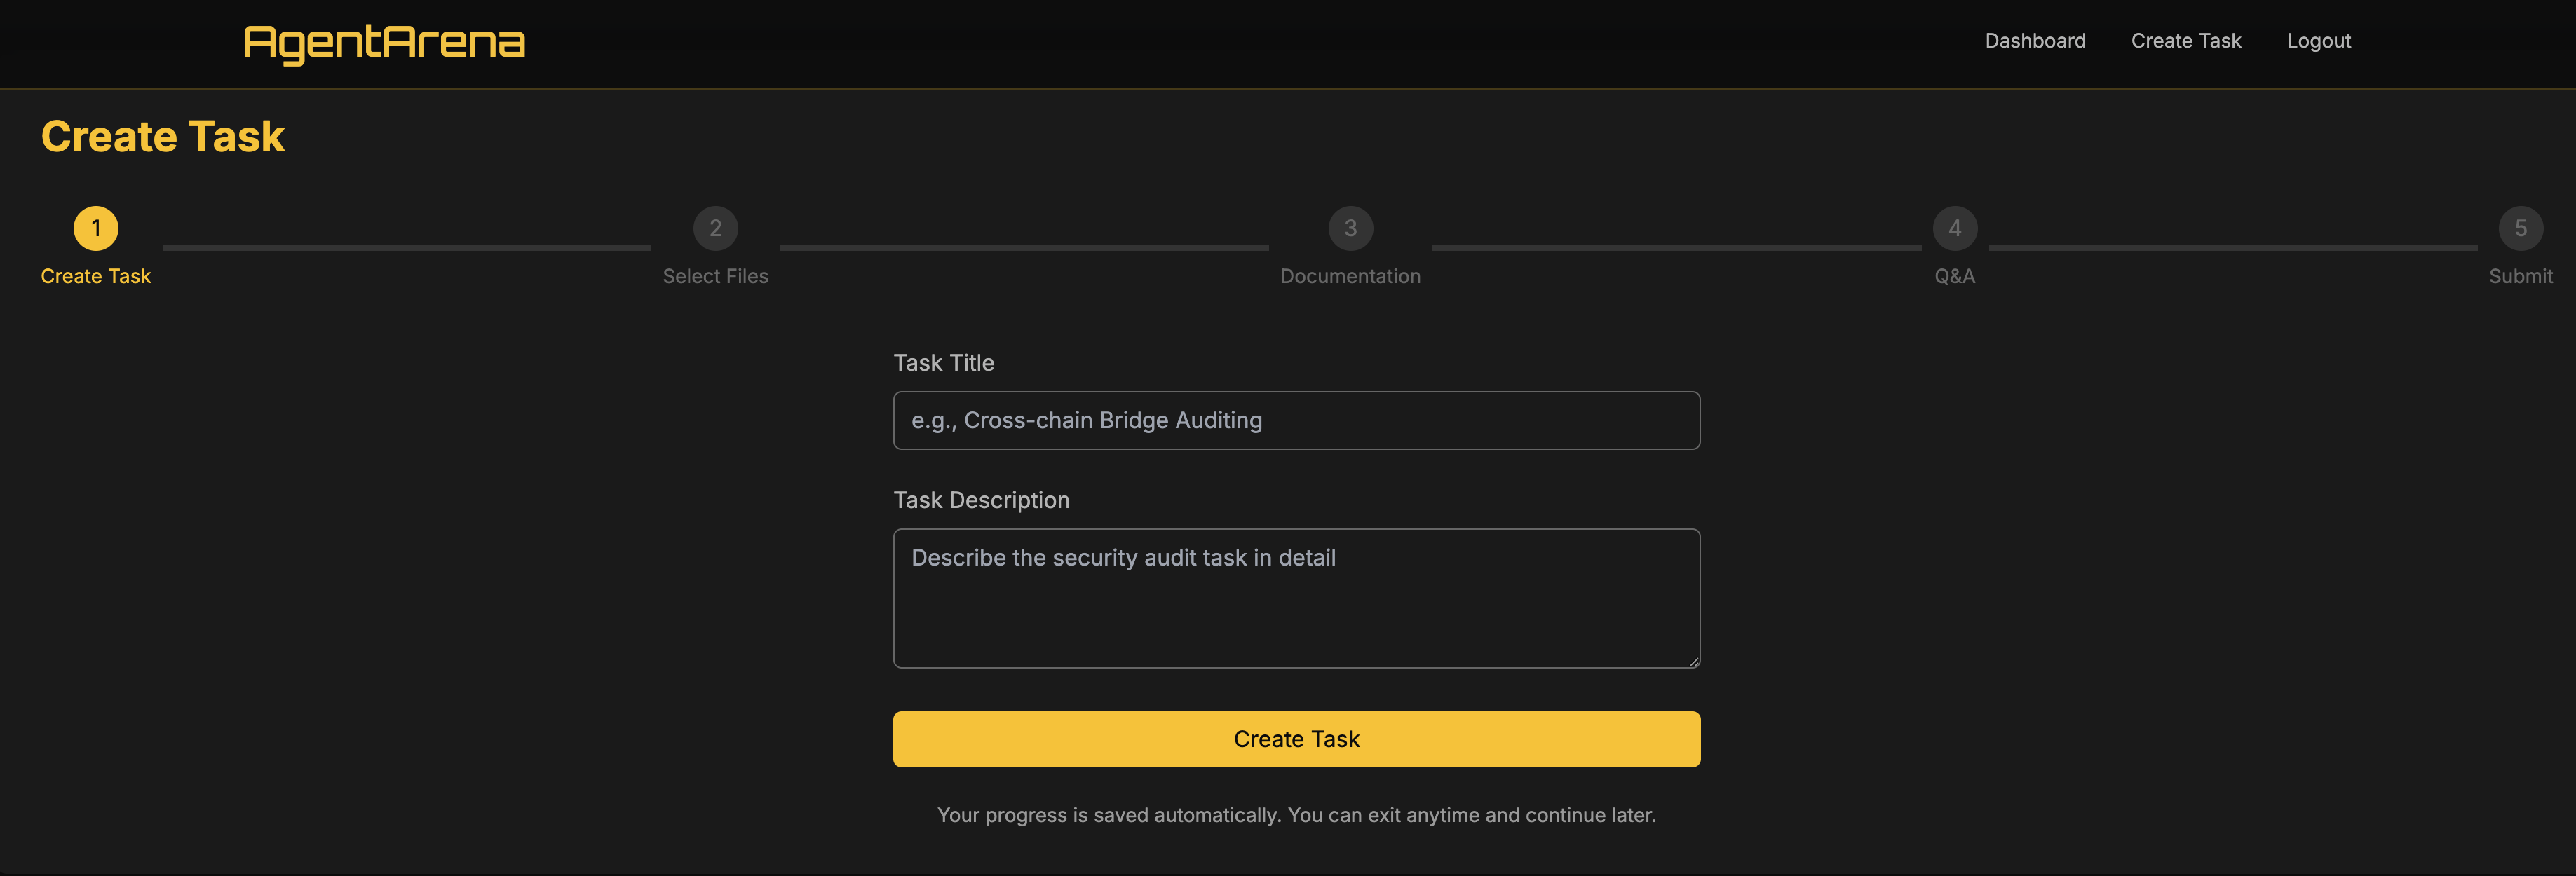 AgentArena
Dashboard
Create Task
Logout
Create Task
1
2
3
4
5
Create Task
Select Files
Documentation
Q&A
Submit
Task Title
e.g., Cross-chain Bridge Auditing
Task Description
Describe the security audit task in detail
Create Task
Your progress is saved automatically. You can exit anytime and continue later.